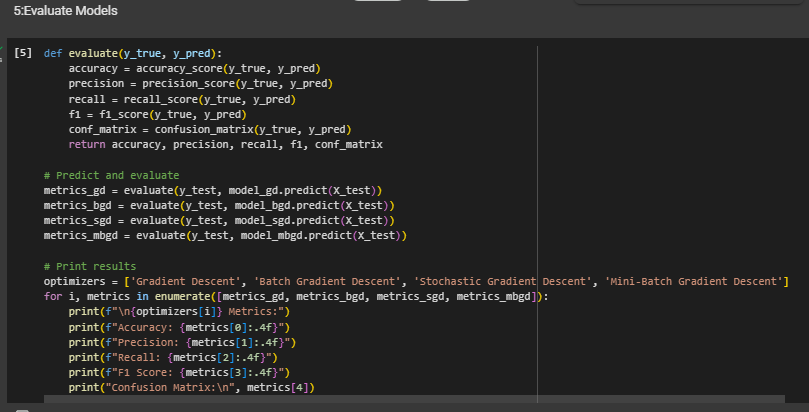 5:Evaluate Models
[5] def evaluate(y_true, y_pred):
    accuracy = accuracy_score(y_true, y_pred)
    precision = precision_score(y_true, y_pred)
    recall = recall_score(y_true, y_pred)
    f1 = f1_score(y_true, y_pred)
    conf_matrix = confusion_matrix(y_true, y_pred)
    return accuracy, precision, recall, f1, conf_matrix
# Predict and evaluate
metrics_gd = evaluate(y_test, model_gd.predict(X_test))
metrics_bgd = evaluate(y_test, model_bgd.predict(X_test))
metrics_sgd = evaluate(y_test, model_sgd.predict(X_test))
metrics_mbgd = evaluate(y_test, model_mbgd.predict(X_test))
# Print results
optimizers = ['Gradient Descent', 'Batch Gradient Descent', 'Stochastic Gradient Descent', 'Mini-Batch Gradient Descent']
for i, metrics in enumerate([metrics_gd, metrics_bgd, metrics_sgd, metrics_mbgd]):
    print(f"\n{optimizers[i]} Metrics:")
    print(f"Accuracy: {metrics[0]:.4f}")
    print(f"Precision: {metrics[1]:.4f}")
    print(f"Recall: {metrics[2]:.4f}")
    print(f"F1 Score: {metrics[3]:.4f}")
    print("Confusion Matrix:\n", metrics[4])